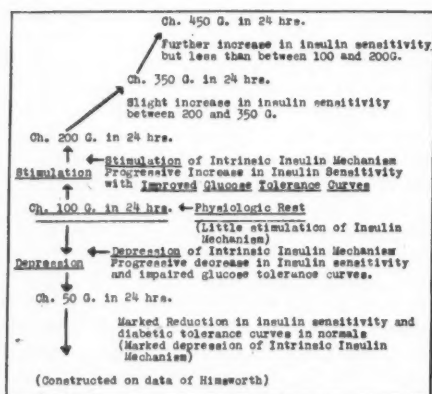 Ch. 450 G. in 24 hrs.
Further increase in insulin sensitivity,
but less than between 100 and 200G.
Ch. 350 G. in 24 hrs.
Slight increase in insulin sensitivity
between 200 and 350 G.
Ch. 200 G. in 24 hrs.
Stimulation of Intrinsic Insulin Mechanism
Stimulation Progressive Increase in Insulin Sensitivity
with Improved Glucose Tolerance Curves
Ch. 100 G. in 24 hrs. Physiologic Rest
(Little stimulation of Insulin
Mechanism)
Depression of Intrinsic Insulin Mechanism
Depression Progressive decrease in Insulin sensitivity
and impaired glucose tolerance curves.
Ch. 50 G. in 24 hrs.
Marked Reduction in insulin sensitivity and
diabetic tolerance curves in normals
(Marked depression of Intrinsic Insulin
Mechanism)
(Constructed on data of Himsworth)